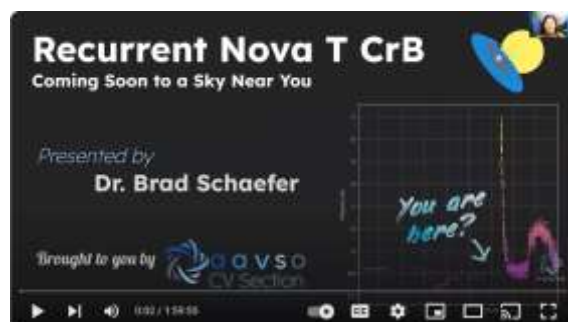 Recurrent Nova T CrB
Coming Soon to a Sky Near You
Presented by
Dr. Brad Schaefer
You are
here?
Brought to you by
aavso
CV Section
CC